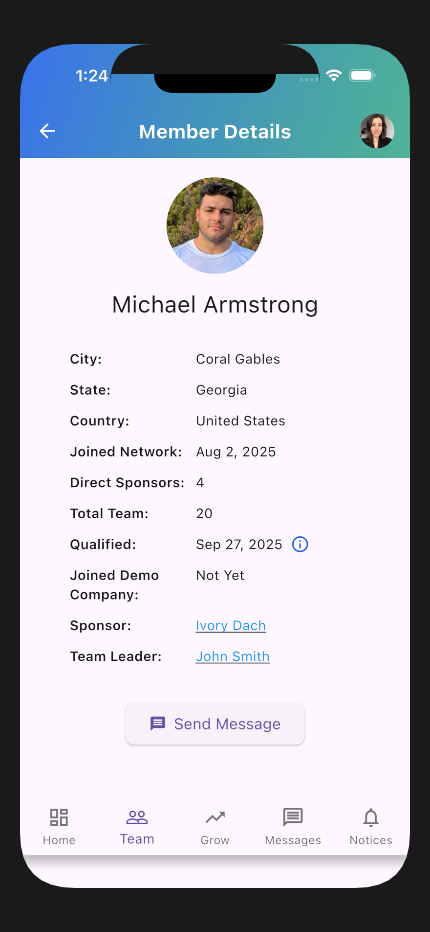 1:24
Member Details
Michael Armstrong
City: Coral Gables
State: Georgia
Country: United States
Joined Network: Aug 2, 2025
Direct Sponsors: 4
Total Team: 20
Qualified: Sep 27, 2025
Joined Demo Company: Not Yet
Sponsor: Ivory Dach
Team Leader: John Smith
Send Message
Home Team Grow Messages Notices